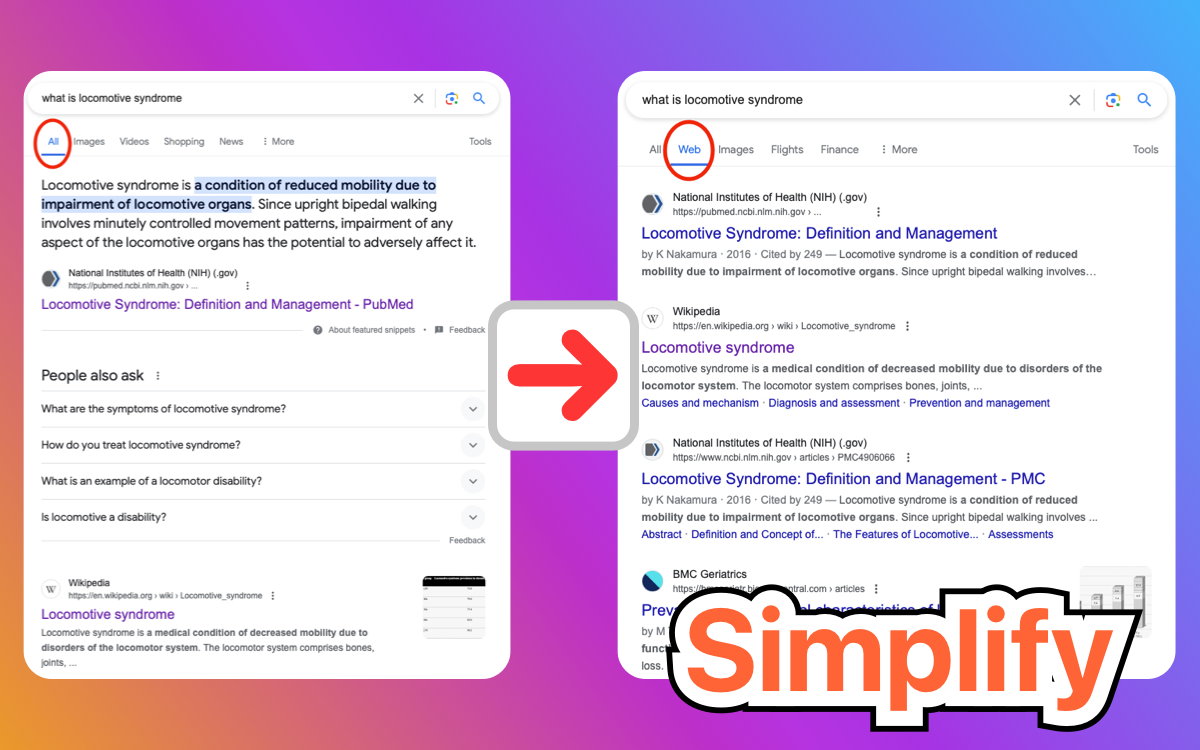 what is locomotive syndrome
All Images Videos Shopping News More Tools
Locomotive syndrome is a condition of reduced mobility due to
impairment of locomotive organs. Since upright bipedal walking
involves minutely controlled movement patterns, impairment of any
aspect of the locomotive organs has the potential to adversely affect it.
National Institutes of Health (NIH) (.gov)
https://pubmed.ncbi.nlm.nih.gov › ...
Locomotive Syndrome: Definition and Management - PubMed
About featured snippets • Feedback
People also ask
What are the symptoms of locomotive syndrome?
How do you treat locomotive syndrome?
What is an example of a locomotor disability?
Is locomotive a disability?
Feedback
W
Wikipedia
https://en.wikipedia.org › wiki › Locomotive_syndrome
Locomotive syndrome
Locomotive syndrome is a medical condition of decreased mobility due to
disorders of the locomotor system. The locomotor system comprises bones,
joints, ...
what is locomotive syndrome
All Web Images Flights Finance More Tools
National Institutes of Health (NIH) (.gov)
https://pubmed.ncbi.nlm.nih.gov › ...
Locomotive Syndrome: Definition and Management
by K Nakamura · 2016 · Cited by 249 — Locomotive syndrome is a condition of reduced
mobility due to impairment of locomotive organs. Since upright bipedal walking involves…
W
Wikipedia
https://en.wikipedia.org › wiki › Locomotive_syndrome
Locomotive syndrome
Locomotive syndrome is a medical condition of decreased mobility due to disorders of the
locomotor system. The locomotor system comprises bones, joints, ...
Causes and mechanism · Diagnosis and assessment · Prevention and management
National Institutes of Health (NIH) (.gov)
https://www.ncbi.nlm.nih.gov › articles › PMC4906066
Locomotive Syndrome: Definition and Management - PMC
by K Nakamura · 2016 · Cited by 249 — Locomotive syndrome is a condition of reduced
mobility due to impairment of locomotive organs. Since upright bipedal walking involves ...
Abstract · Definition and Concept of... · The Features of Locomotive... · Assessments
BMC Geriatrics
› articles
characteristics of
by M
loss.
Simplify